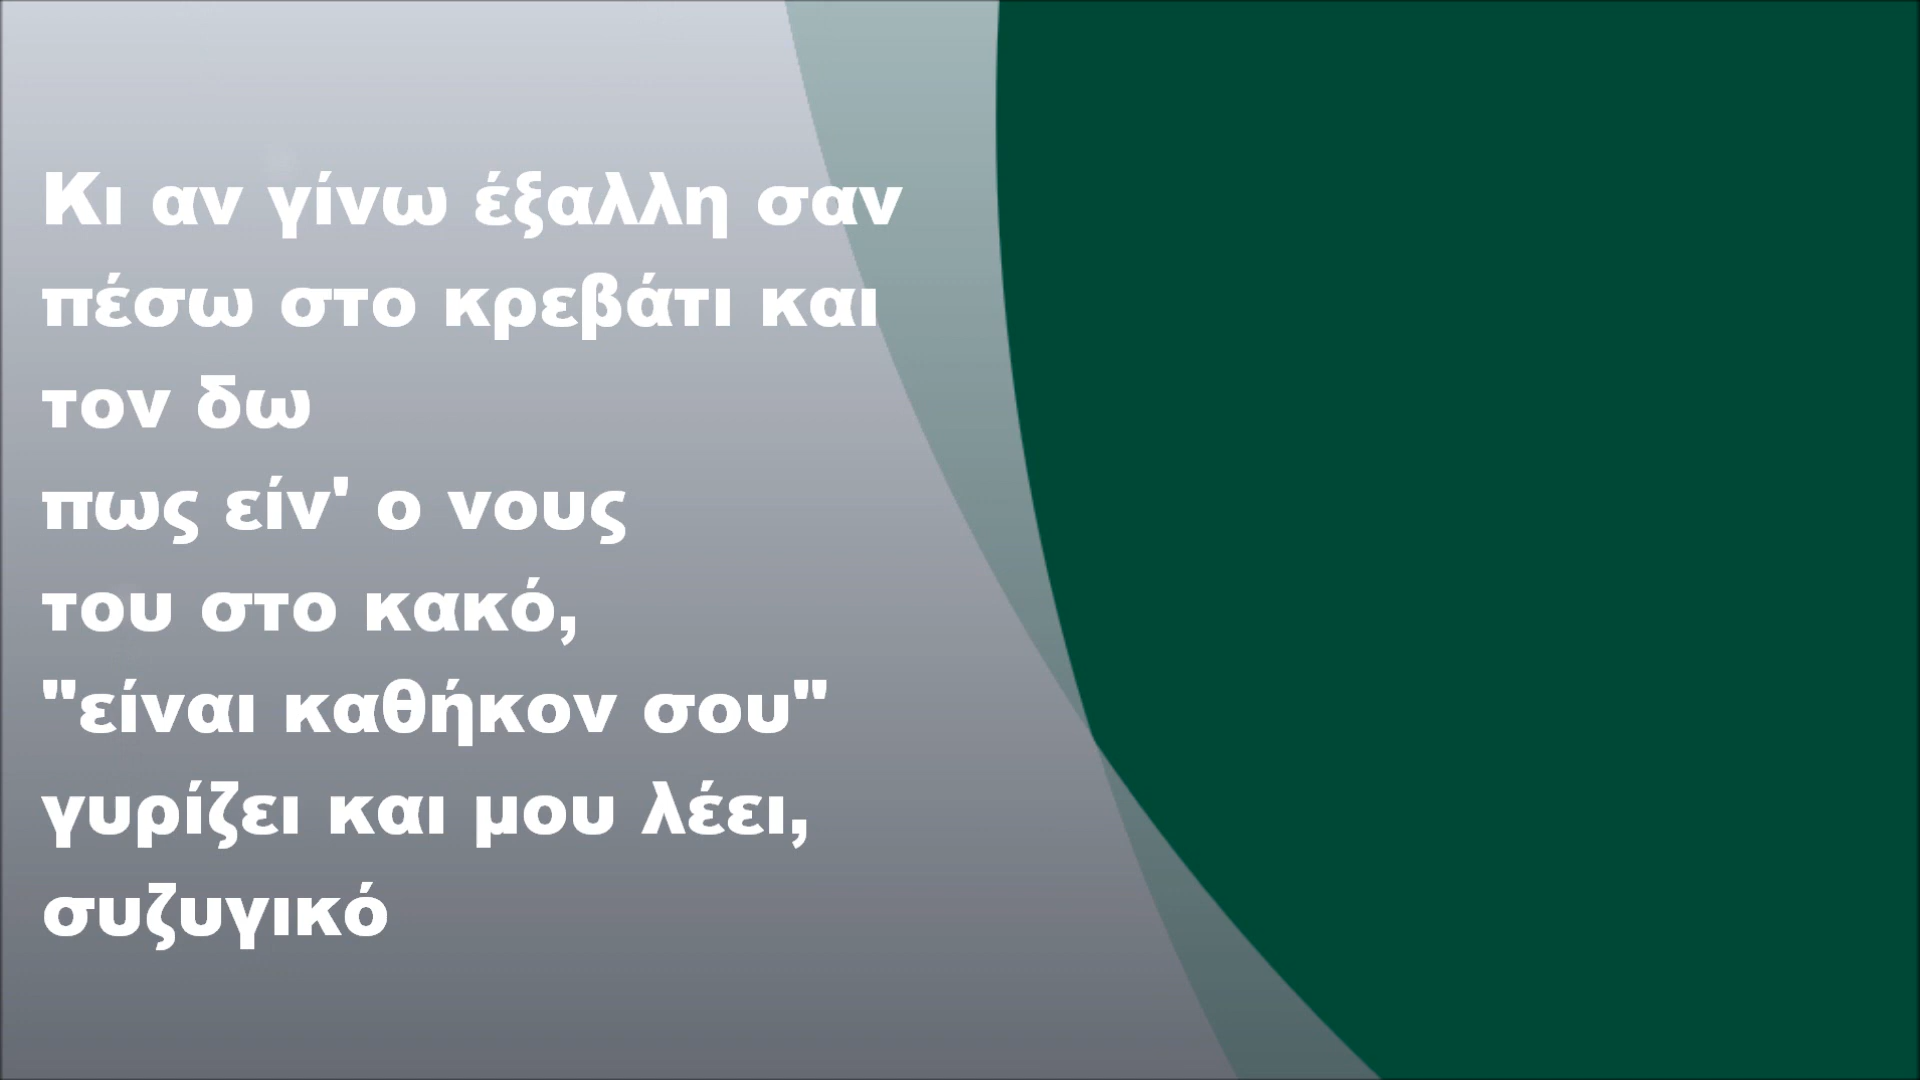 Κι αν γίνω έξαλλη σαν
πέσω στο κρεβάτι και
τον δω
πως είν' ο νους
του στο κακό,
"είναι καθήκον σου"
γυρίζει και μου λέει,
συζυγικό